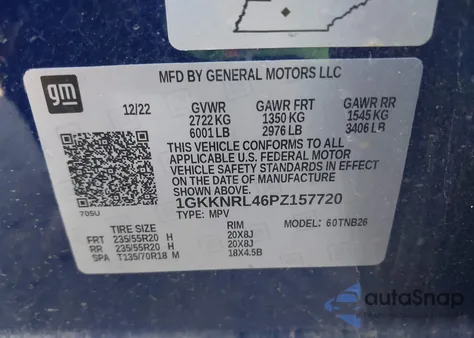 MFD BY GENERAL MOTORS LLC
gm
12/22 GVWR GAWR FRT GAWR RR
2722 KG 1350 KG 1545 KG
6001 LB 2976 LB 3406 LB
THIS VEHICLE CONFORMS TO ALL
APPLICABLE U.S. FEDERAL MOTOR
VEHICLE SAFETY STANDARDS IN EFFECT
ON THE DATE OF MANUFACTURE
SHOWN ABOVE.
1GKKNRL46PZ157720
TYPE: MPV
70SU
MODEL: 60TNB26
TIRE SIZE RIM
FRT 235/55R20 H 20X8J
RR 235/55R20 H 20X8J
SPA T135/70R18 M 18X4.5B
autoSnap